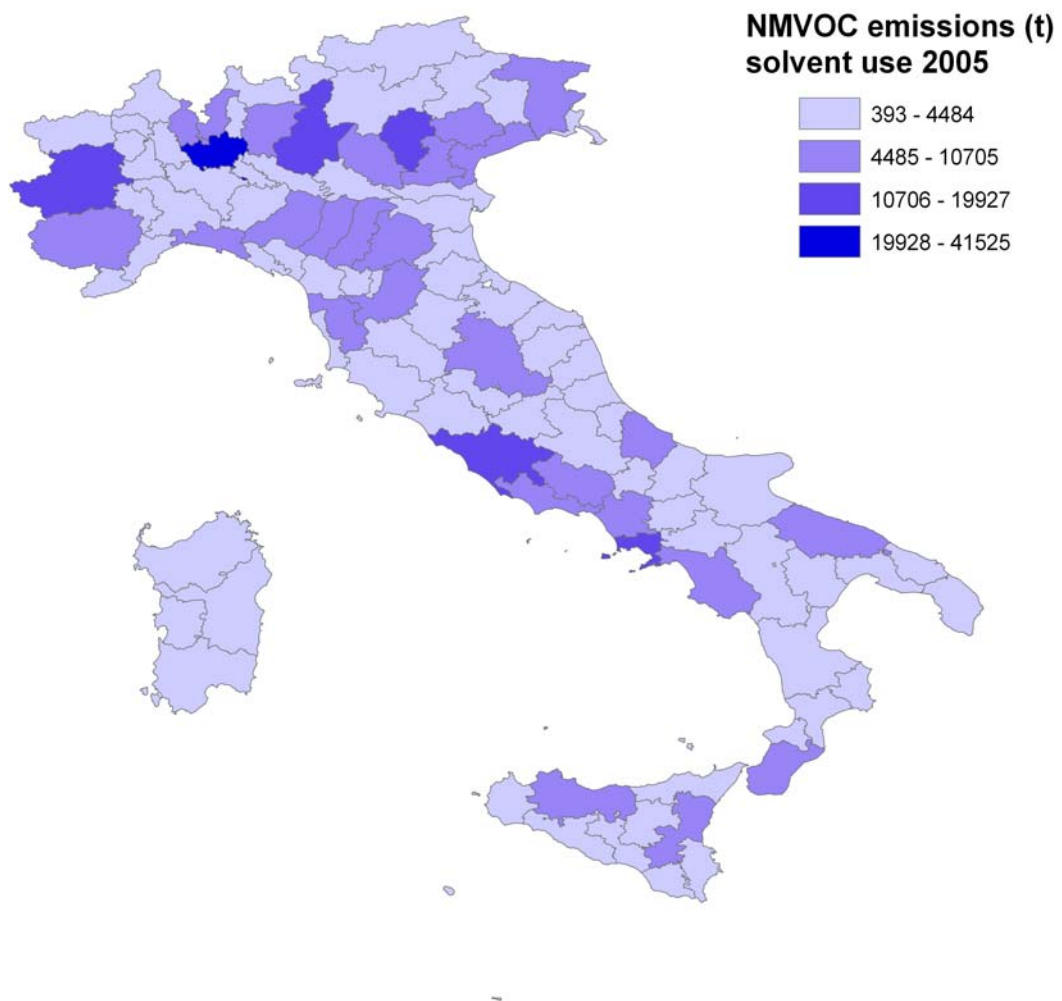 NMVOC emissions (t)
solvent use 2005
393 - 4484
4485 - 10705
10706 - 19927
19928 - 41525